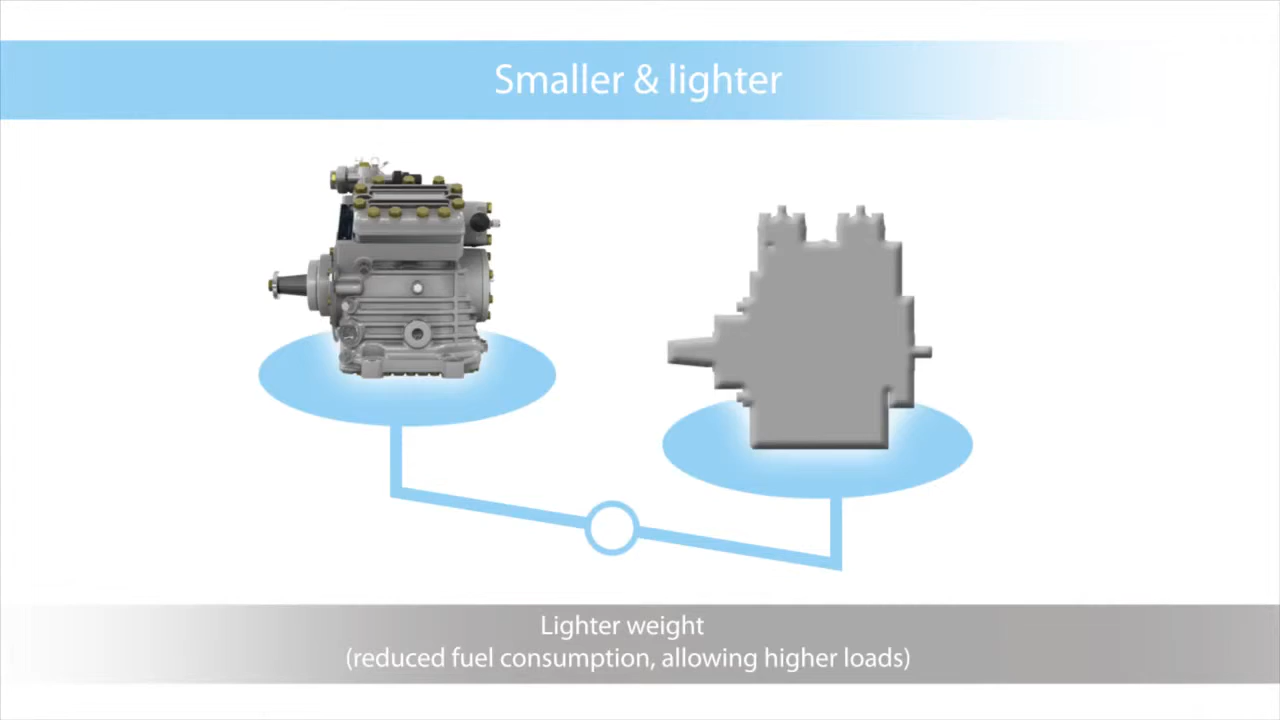 Smaller & lighter
Lighter weight
(reduced fuel consumption, allowing higher loads)